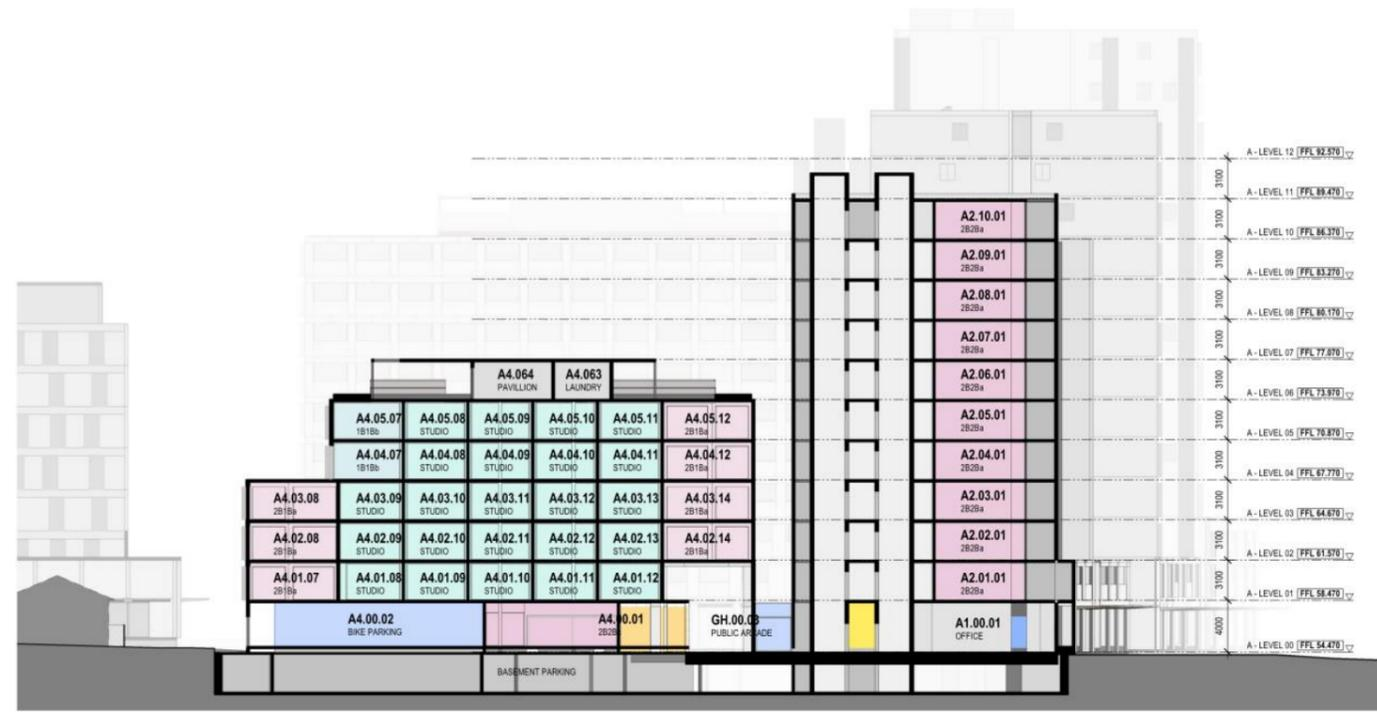 A - LEVEL 12 FFL 92.570
3100
A - LEVEL 11 FFL 89.470
3100
A2.10.01
2B2Ba
A - LEVEL 10 FFL 86.370
3100
A2.09.01
2B2Ba
A - LEVEL 09 FFL 83.270
3100
A2.08.01
2B2Ba
A - LEVEL 08 FFL 80.170
3100
A2.07.01
2B2Ba
A - LEVEL 07 FFL 77.070
3100
A4.064 A4.063 A2.06.01
PAVILLION LAUNDRY 2B2Ba
A - LEVEL 06 FFL 73.970
3100
A4.05.07 A4.05.08 A4.05.09 A4.05.10 A4.05.11 A4.05.12 A2.05.01
1B1Bb STUDIO STUDIO STUDIO STUDIO 2B1Ba 2B2Ba
A - LEVEL 05 FFL 70.870
3100
A4.04.07 A4.04.08 A4.04.09 A4.04.10 A4.04.11 A4.04.12 A2.04.01
1B1Bb STUDIO STUDIO STUDIO STUDIO 2B1Ba 2B2Ba
A - LEVEL 04 FFL 67.770
3100
A4.03.08 A4.03.09 A4.03.10 A4.03.11 A4.03.12 A4.03.13 A4.03.14 A2.03.01
2B1Ba STUDIO STUDIO STUDIO STUDIO STUDIO 2B1Ba 2B2Ba
A - LEVEL 03 FFL 64.670
3100
A4.02.08 A4.02.09 A4.02.10 A4.02.11 A4.02.12 A4.02.13 A4.02.14 A2.02.01
2B1Ba STUDIO STUDIO STUDIO STUDIO STUDIO 2B1Ba 2B2Ba
A - LEVEL 02 FFL 61.570
3100
A4.01.07 A4.01.08 A4.01.09 A4.01.10 A4.01.11 A4.01.12 A2.01.01
2B1Ba STUDIO STUDIO STUDIO STUDIO STUDIO 2B2Ba
A - LEVEL 01 FFL 58.470
4000
A4.00.02 A4.00.01 GH.00.03 A1.00.01
BIKE PARKING 2B2Ba PUBLIC ARCADE OFFICE
A - LEVEL 00 FFL 54.470
BASEMENT PARKING